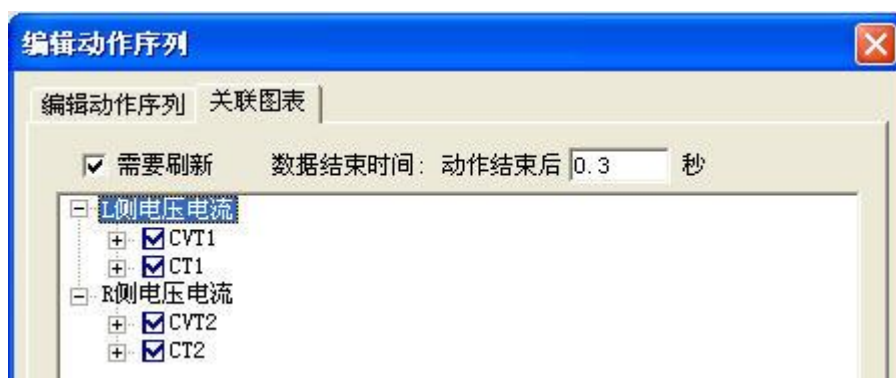 编辑动作序列
编辑动作序列 关联图表
需要刷新 数据结束时间: 动作结束后 0.3 秒
L侧电压电流
CVT1
CT1
R侧电压电流
CVT2
CT2